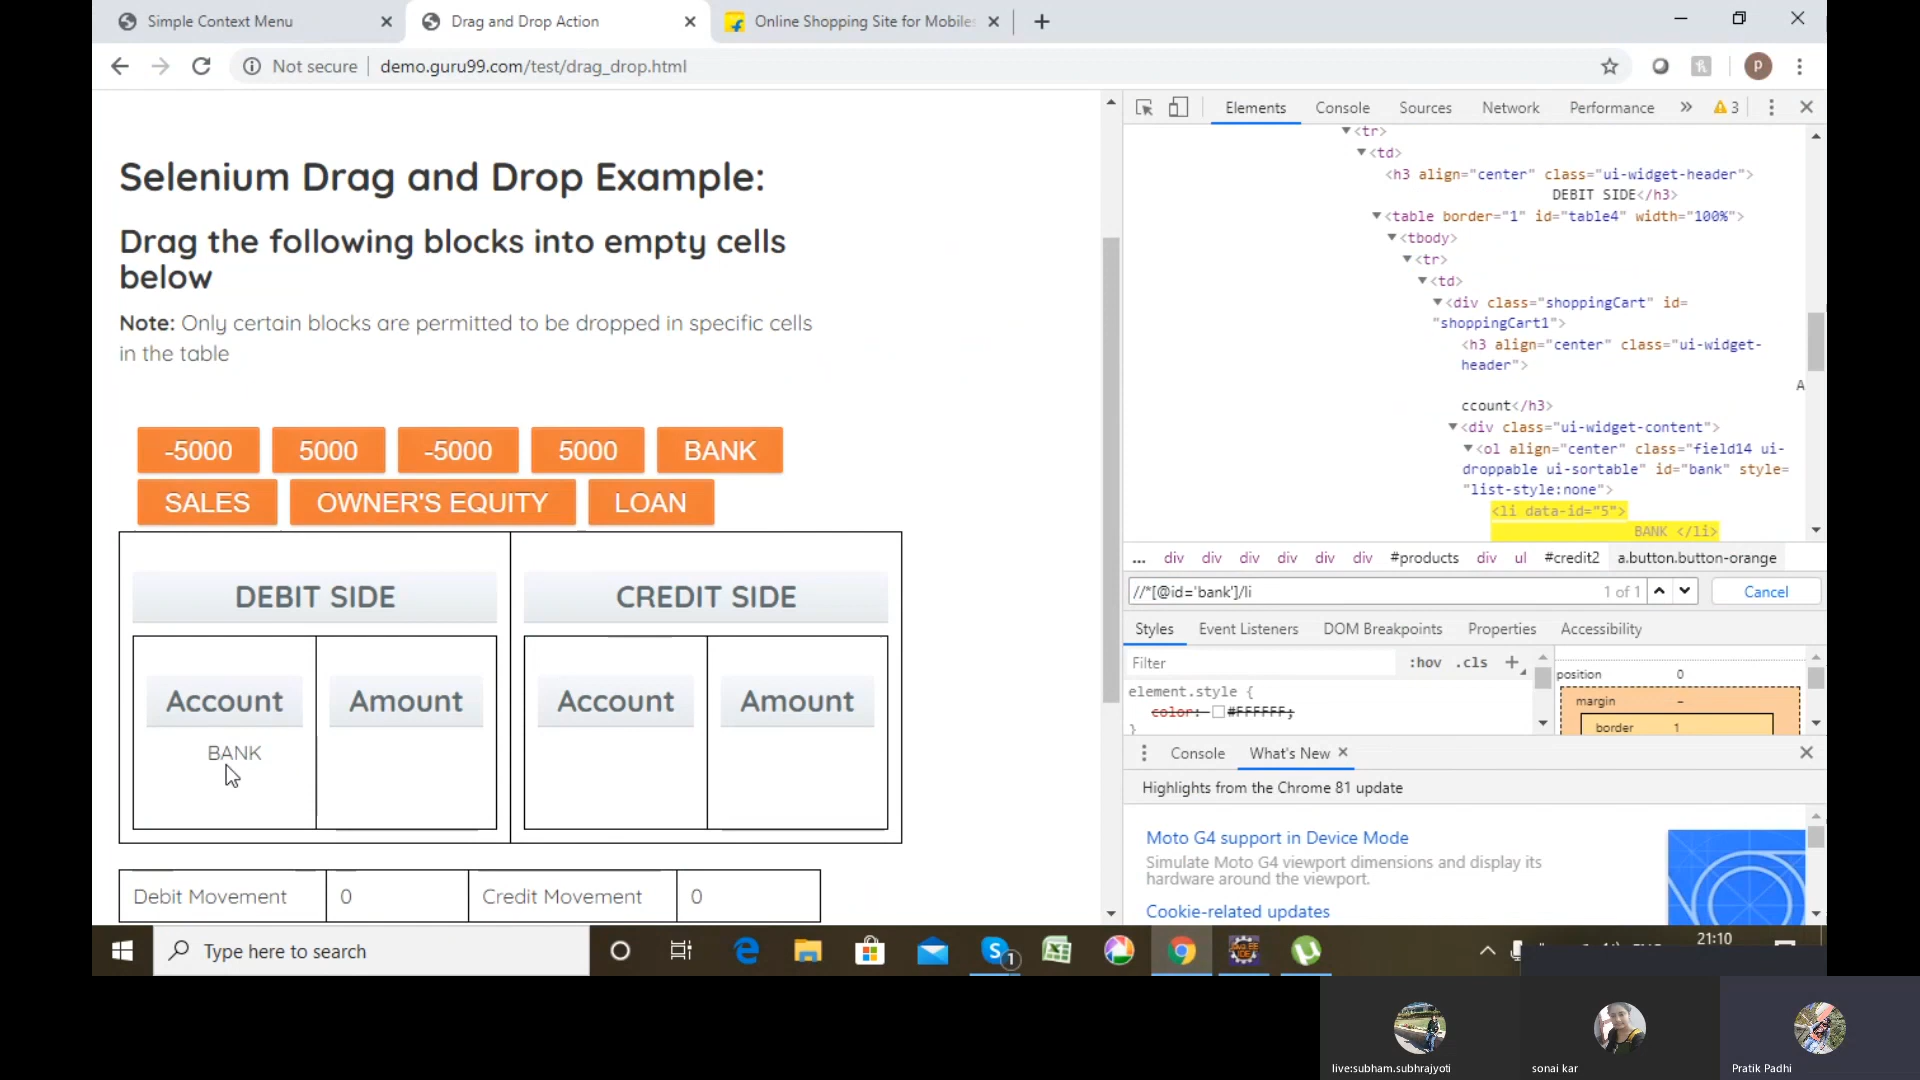 Simple Context Menu
Drag and Drop Action
Online Shopping Site for Mobiles
Not secure
demo.guru99.com/test/drag_drop.html
P
Selenium Drag and Drop Example:
Drag the following blocks into empty cells
below
Note: Only certain blocks are permitted to be dropped in specific cells
in the table
-5000 5000 -5000 5000 BANK
SALES OWNER'S EQUITY LOAN
DEBIT SIDE CREDIT SIDE
Account Amount Account Amount
BANK
Debit Movement 0 Credit Movement 0
Elements Console Sources Network Performance » 3
<tr>
<td>
<h3 align="center" class="ui-widget-header">
DEBIT SIDE</h3>
<table border="1" id="table4" width="100%">
<tbody>
<tr>
<td>
<div class="shoppingCart" id=
"shoppingCart1">
<h3 align="center" class="ui-widget-
header">
A
ccount</h3>
<div class="ui-widget-content">
<ol align="center" class="field14 ui-
droppable ui-sortable" id="bank" style=
"list-style:none">
<li data-id="5">
BANK </li>
... div div div div div div #products div ul #credit2 a.button.button-orange
//*[@id='bank']/li 1 of 1 Cancel
Styles Event Listeners DOM Breakpoints Properties Accessibility
Filter :hov .cls +
element.style {
color: #FFFFFF;
}
position 0
margin -
border 1
Console What's New
Highlights from the Chrome 81 update
Moto G4 support in Device Mode
Simulate Moto G4 viewport dimensions and display its
hardware around the viewport.
Cookie-related updates
Type here to search
S 1
21:10
live:subham.subhrajyoti sonai kar Pratik Padhi